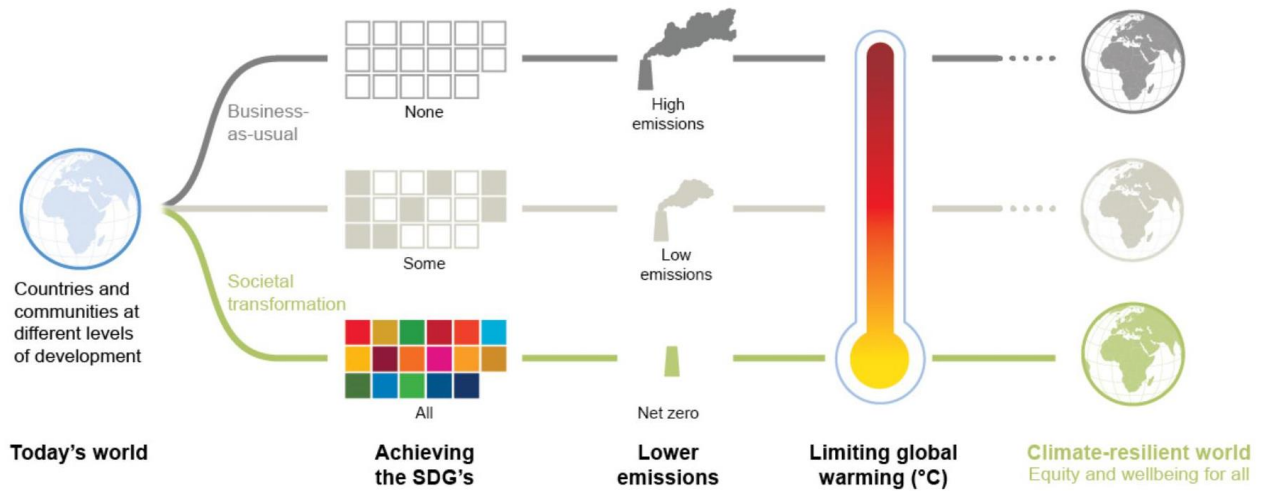 Business-
as-usual
None
High
emissions
Some
Low
emissions
Societal
transformation
Countries and
communities at
different levels
of development
All
Net zero
Today's world
Achieving
the SDG's
Lower
emissions
Limiting global
warming (°C)
Climate-resilient world
Equity and wellbeing for all